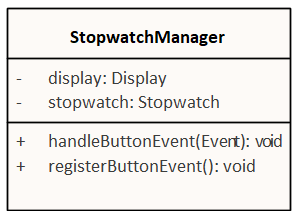 StopwatchManager
- display: Display
- stopwatch: Stopwatch
+ handleButtonEvent(Event): void
+ registerButtonEvent(): void